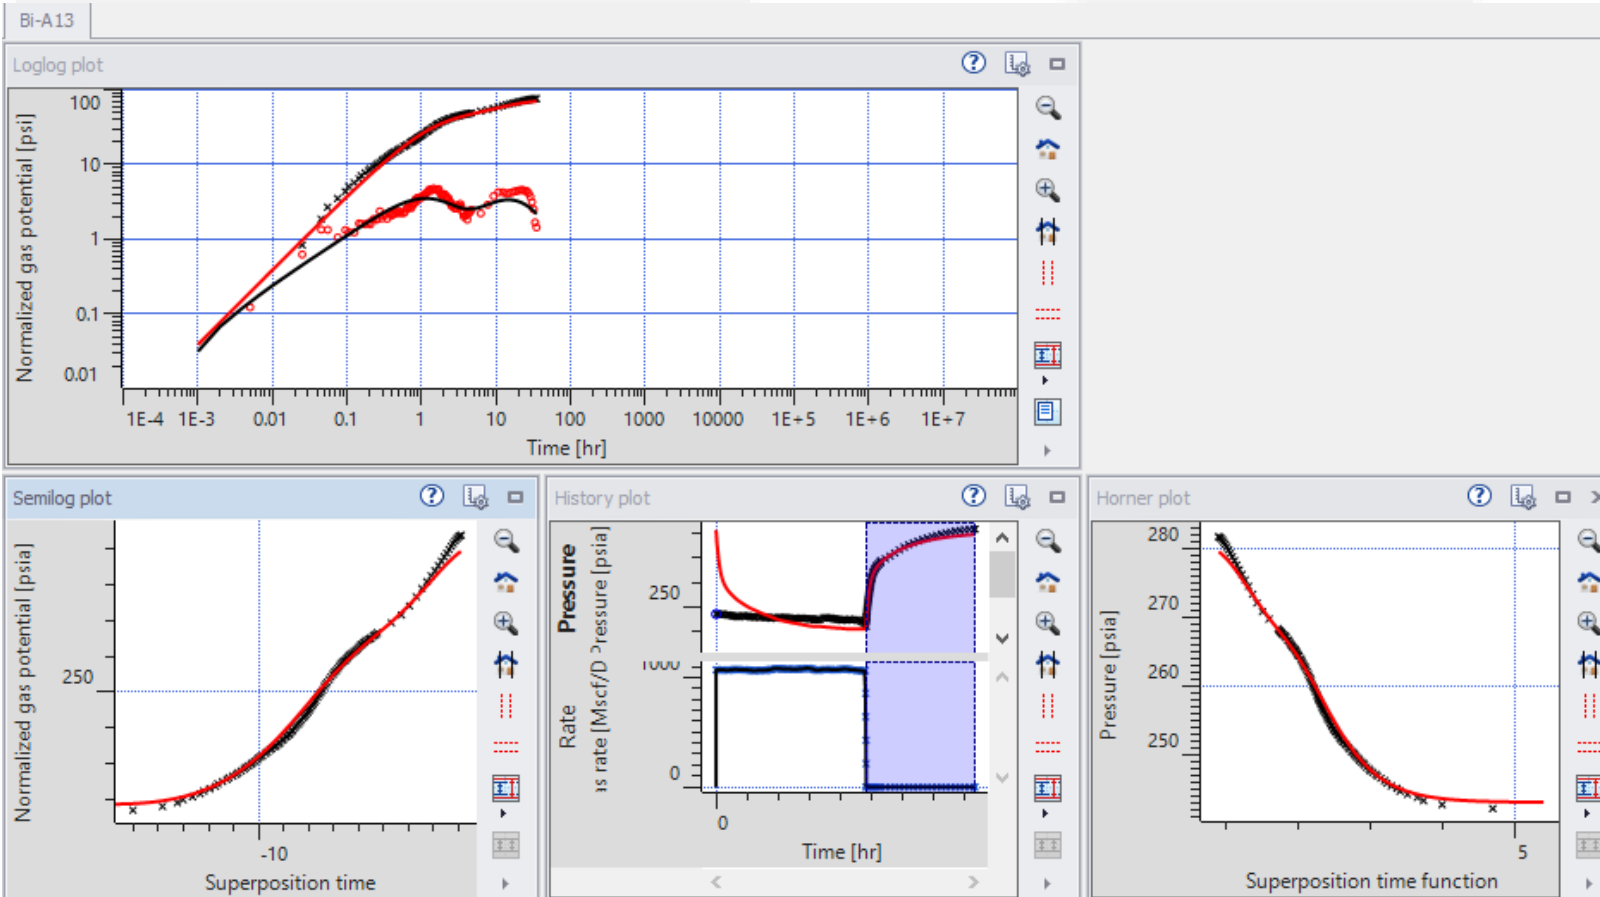 Bi-A13
Loglog plot
Normalized gas potential [psi]
100
10
1
0.1
0.01
1E-4 1E-3 0.01 0.1 1 10 100 1000 10000 1E+5 1E+6 1E+7
Time [hr]
Semilog plot
Normalized gas potential [psia]
250
-10
Superposition time
History plot
Pressure
Pressure [psia]
250
Rate
as rate [Mscf/D
1000
0
0
Time [hr]
Horner plot
Pressure [psia]
280
270
260
250
5
Superposition time function